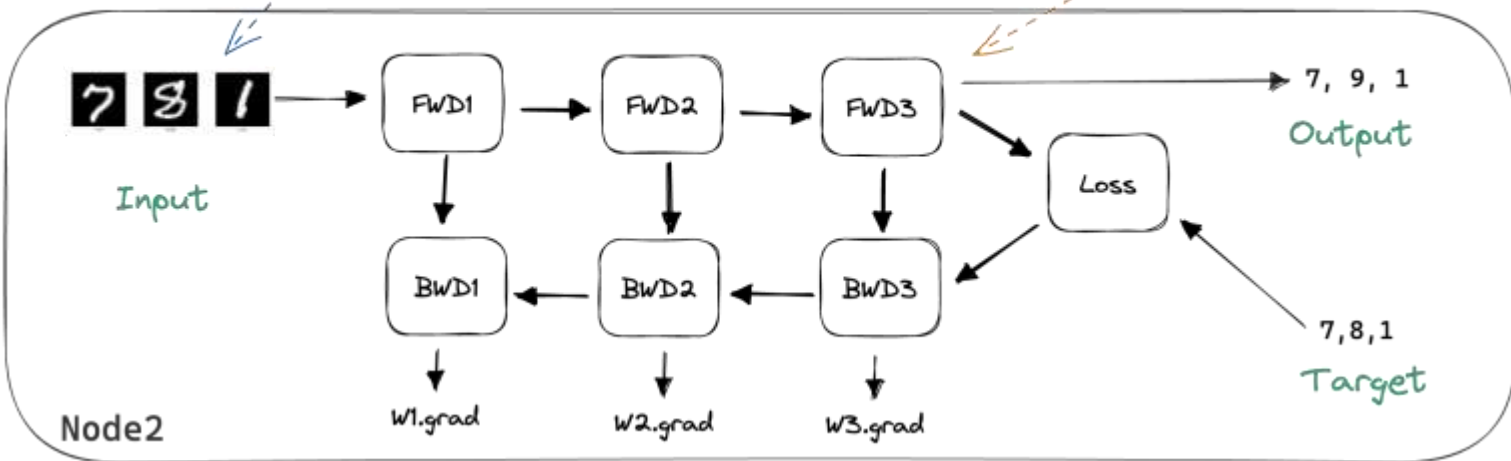 7 8 1
FWD1
FWD2
FWD3
7, 9, 1
Output
Loss
Input
BWD1
BWD2
BWD3
7,8,1
Target
W1.grad
W2.grad
W3.grad
Node2